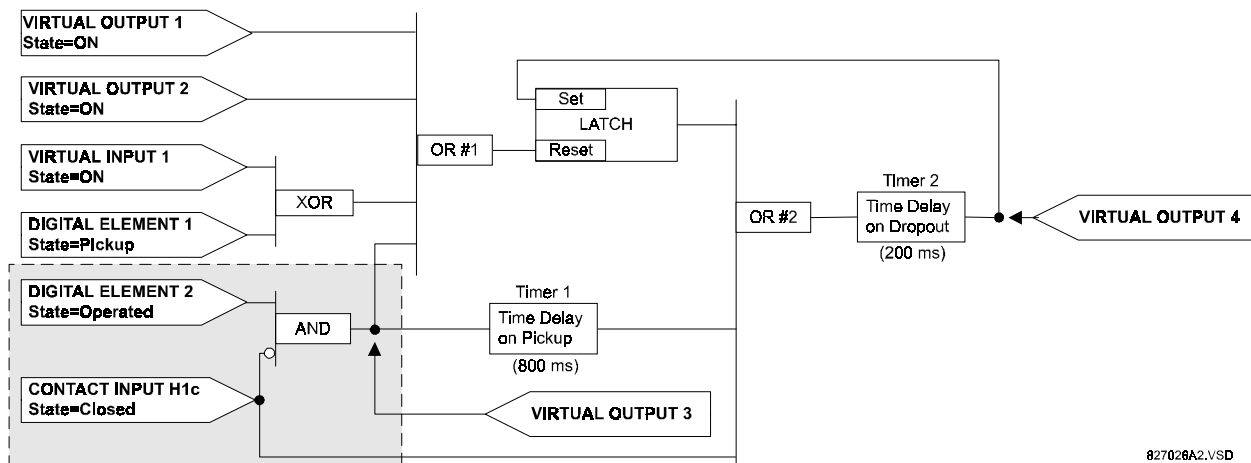 VIRTUAL OUTPUT 1
State=ON
VIRTUAL OUTPUT 2
State=ON
VIRTUAL INPUT 1
State=ON
DIGITAL ELEMENT 1
State=Pickup
XOR
OR #1
Set
LATCH
Reset
OR #2
Timer 2
Time Delay
on Dropout
(200 ms)
VIRTUAL OUTPUT 4
DIGITAL ELEMENT 2
State=Operated
AND
Timer 1
Time Delay
on Pickup
(800 ms)
CONTACT INPUT H1c
State=Closed
VIRTUAL OUTPUT 3
827026A2.VSD